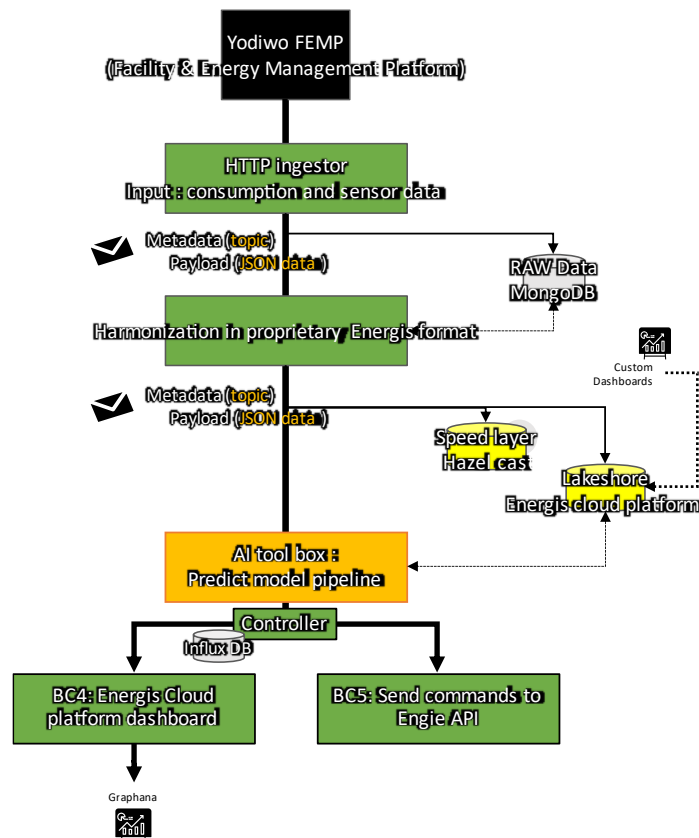 Yodiwo FEMP
(Facility & Energy Management Platform)
HTTP ingestor
Input : consumption and sensor data
Metadata (topic)
Payload (JSON data )
RAW Data
MongoDB
Harmonization in proprietary Energis format
Custom
Dashboards
Metadata (topic)
Payload (JSON data )
Speed layer
Hazel cast
Lakeshore
Energis cloud platform
AI tool box :
Predict model pipeline
Controller
Influx DB
BC4: Energis Cloud
platform dashboard
BC5: Send commands to
Engie API
Graphana